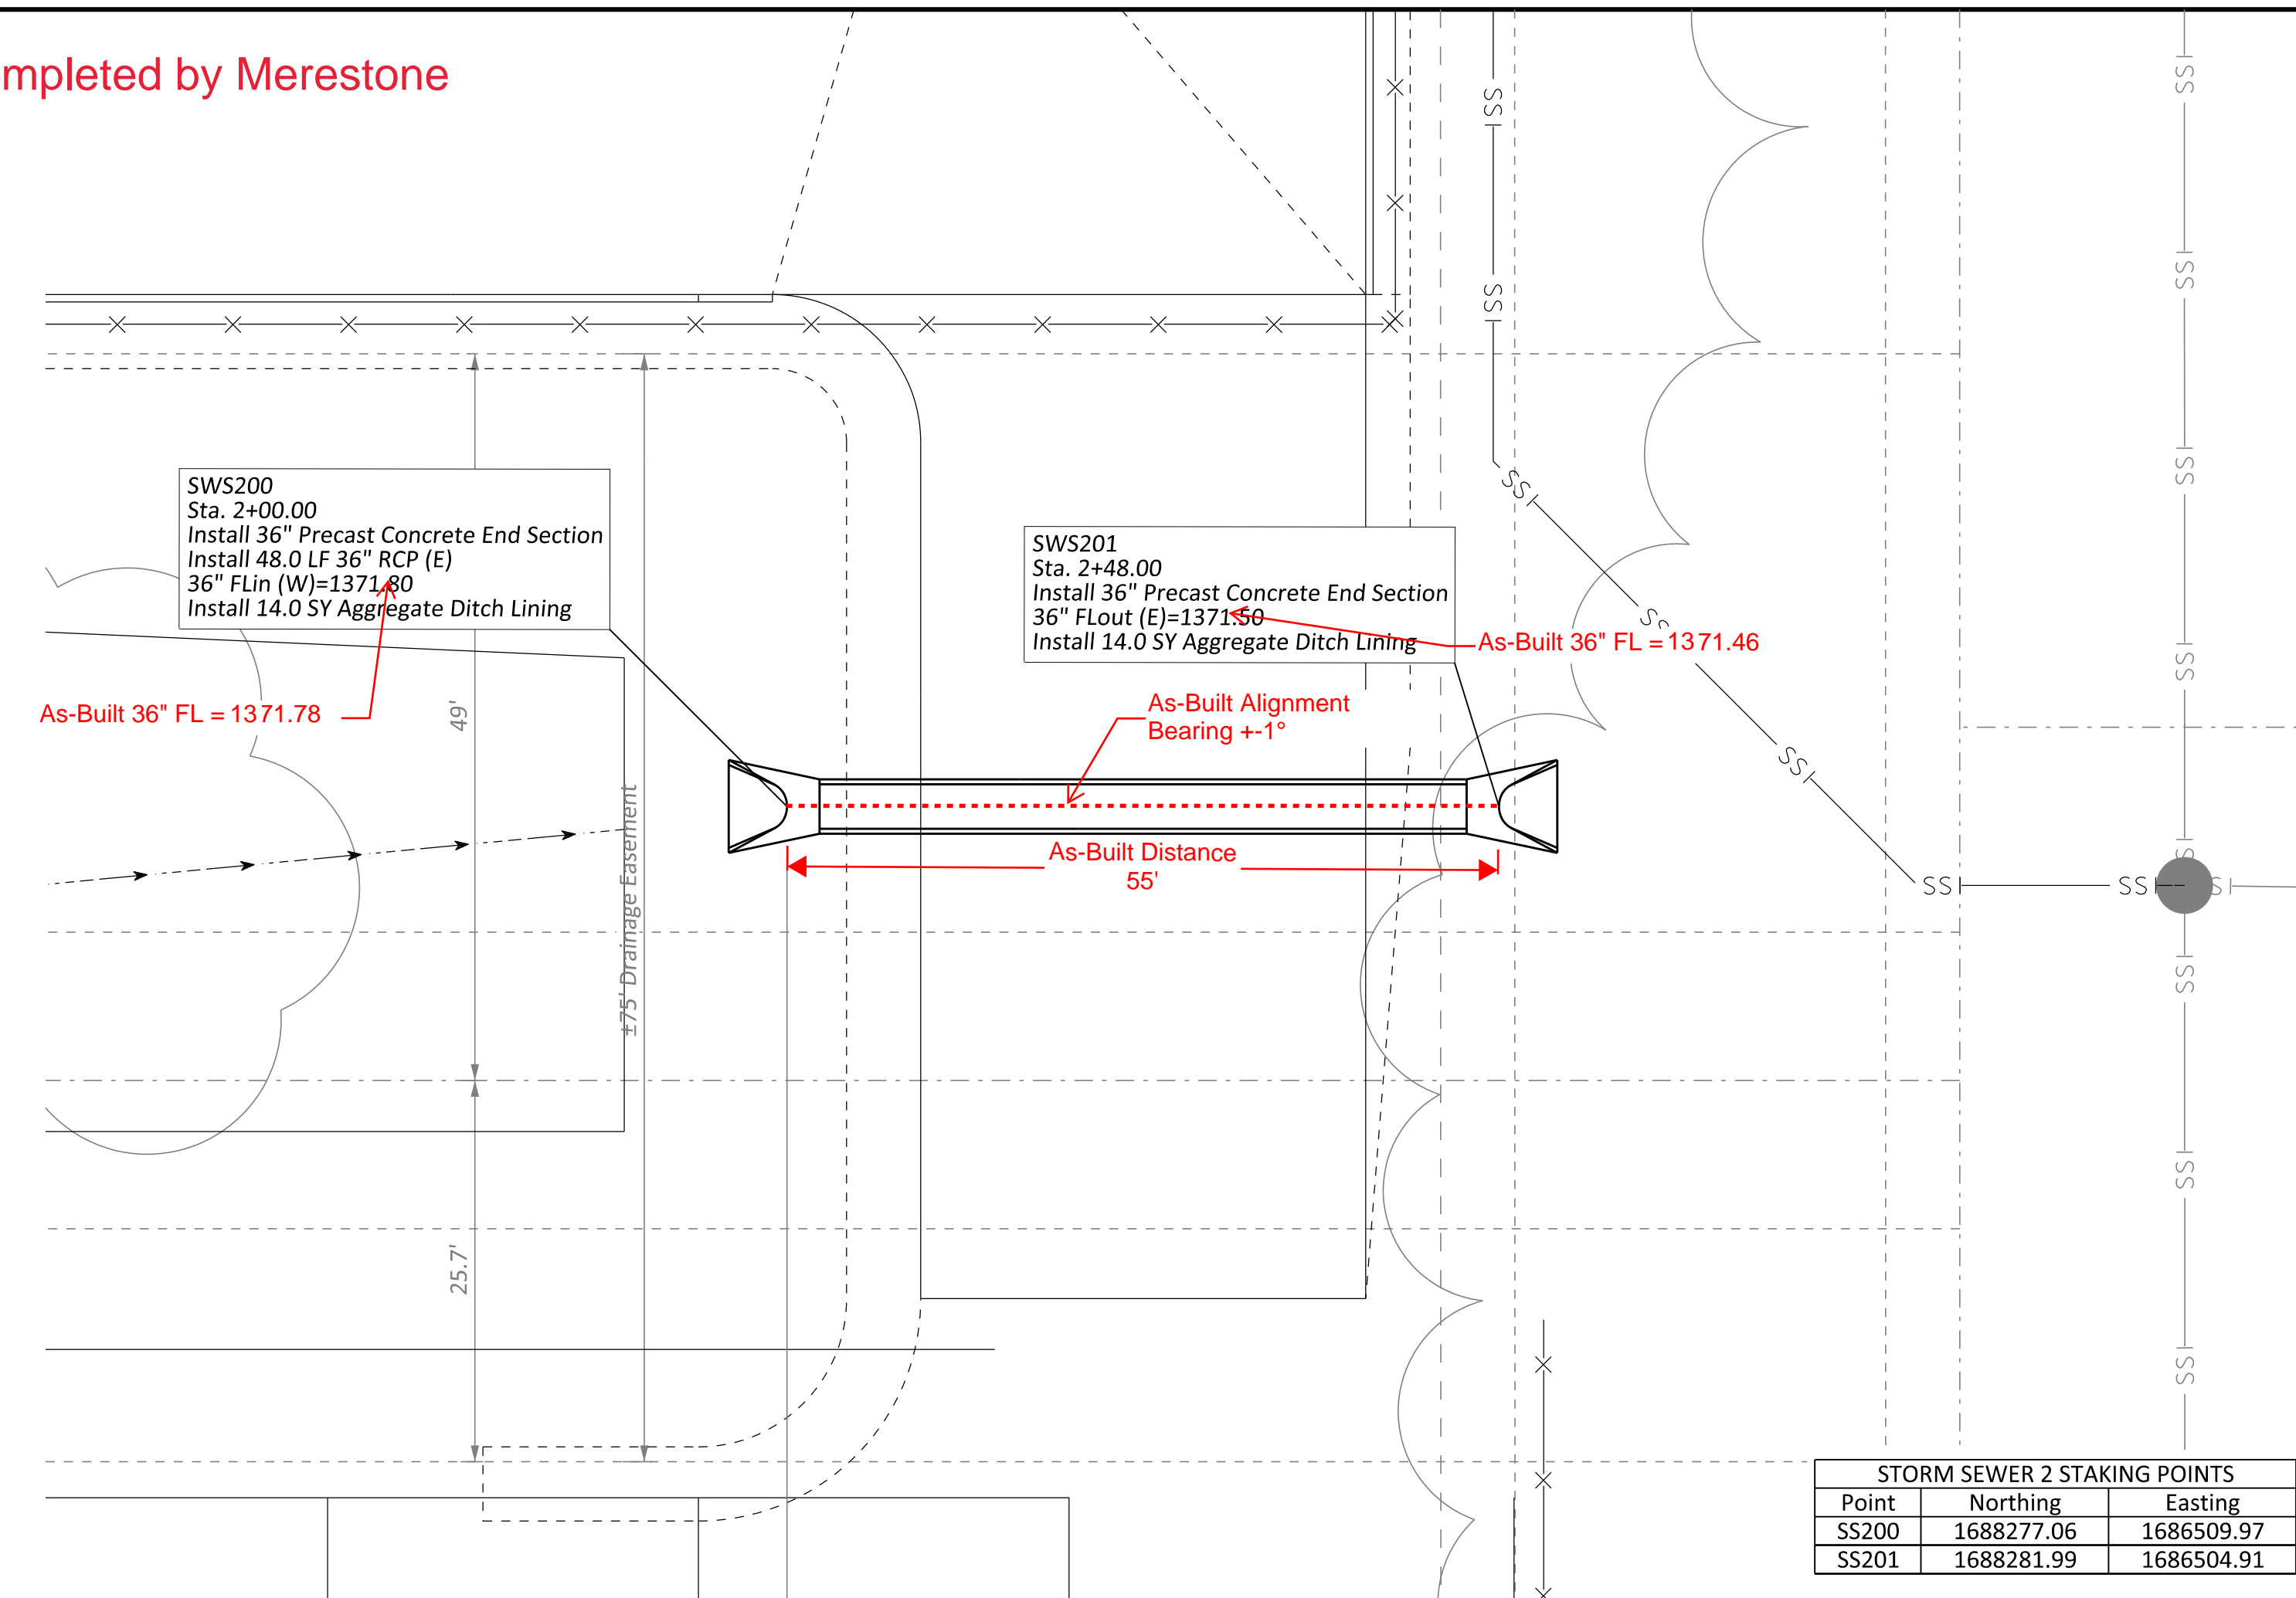 mpleted by Merestone
SS
SS
SS
SS
SS
SS
SS
SWS200
Sta. 2+00.00
Install 36" Precast Concrete End Section
Install 48.0 LF 36" RCP (E)
36" FLin (W)=1371.80
Install 14.0 SY Aggregate Ditch Lining
SWS201
Sta. 2+48.00
Install 36" Precast Concrete End Section
36" FLout (E)=1371.50
Install 14.0 SY Aggregate Ditch Lining
As-Built 36" FL = 1371.46
As-Built 36" FL = 1371.78
49'
As-Built Alignment
Bearing +-1°
SS
SS
±75' Drainage Easement
As-Built Distance
55'
SS
SS
SS
SS
25.7'
SS
STORM SEWER 2 STAKING POINTS
Point Northing Easting
SS200 1688277.06 1686509.97
SS201 1688281.99 1686504.91